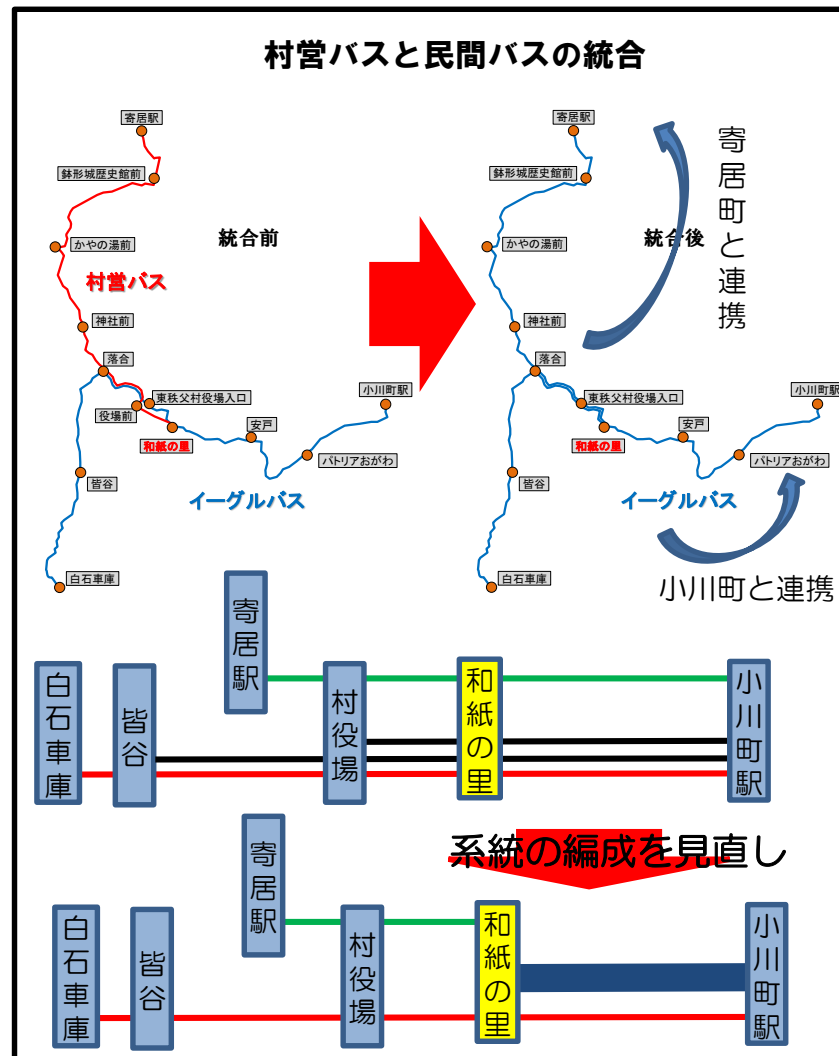 村営バスと民間バスの統合
寄居駅
鉢形城歴史館前
かやの湯前
統合前
村営バス
神社前
落合
東秩父村役場入口
役場前
和紙の里
安戸
小川町駅
パトリアおがわ
皆谷
イーグルバス
白石車庫
寄居駅
鉢形城歴史館前
かやの湯前
統合後
寄居町と連携
神社前
落合
東秩父村役場入口
和紙の里
安戸
小川町駅
パトリアおがわ
皆谷
イーグルバス
白石車庫
小川町と連携
白石車庫
皆谷
寄居駅
村役場
和紙の里
小川町駅
系統の編成を見直し
白石車庫
皆谷
寄居駅
村役場
和紙の里
小川町駅